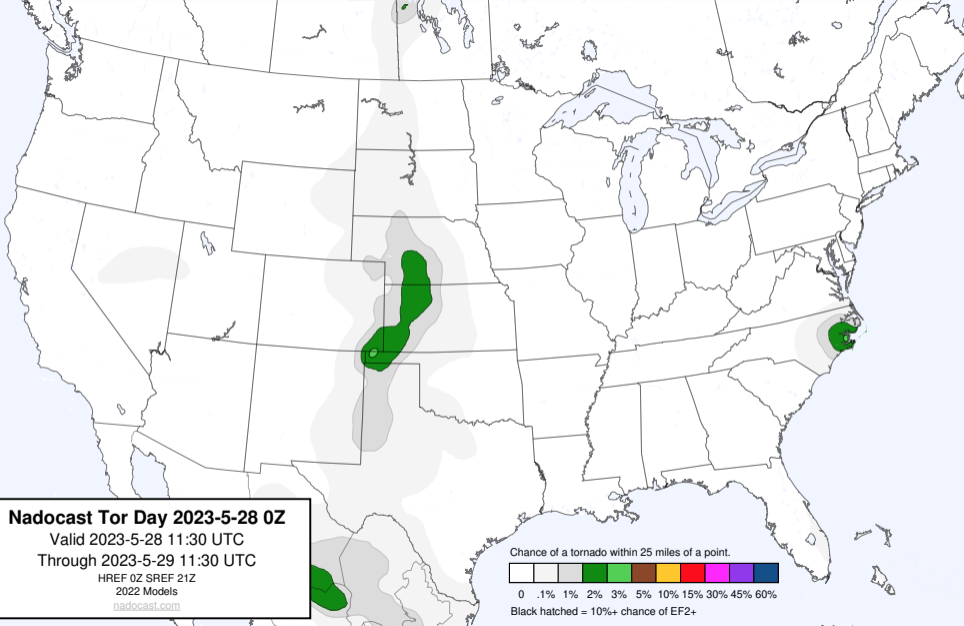 Nadocast Tor Day 2023-5-28 0Z
Valid 2023-5-28 11:30 UTC
Through 2023-5-29 11:30 UTC
HREF 0Z SREF 21Z
2022 Models
nadocast.com
Chance of a tornado within 25 miles of a point.
0 .1% 1% 2% 3% 5% 10% 15% 30% 45% 60%
Black hatched = 10%+ chance of EF2+